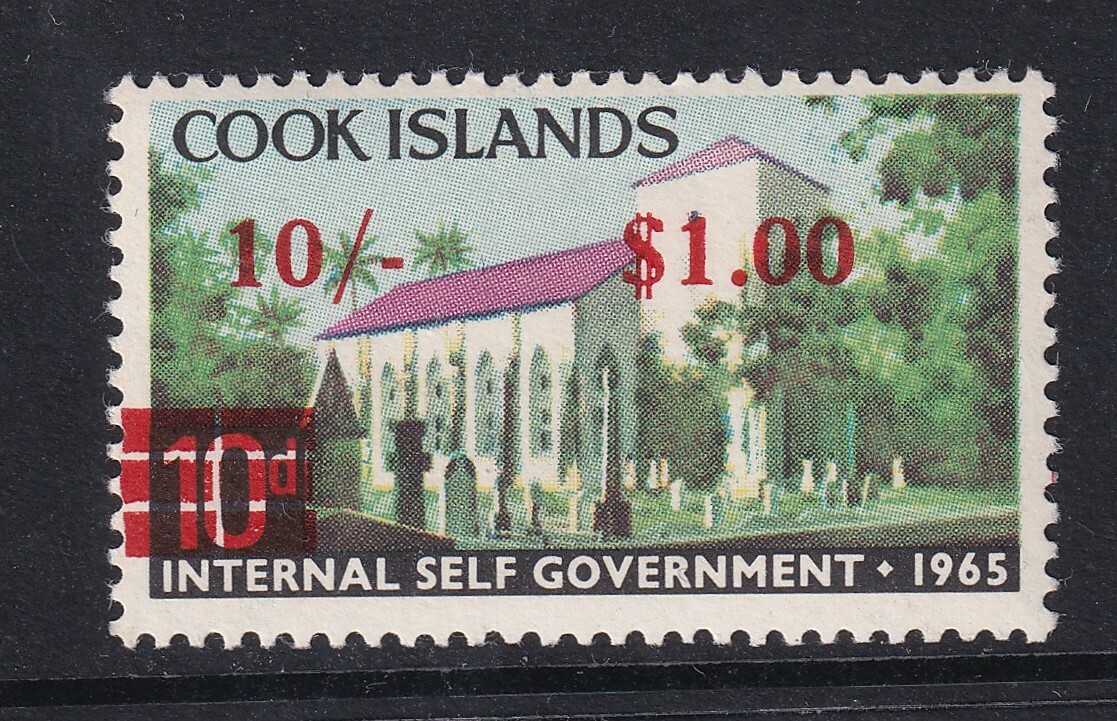 COOK ISLANDS
10/- $1.00
10d
INTERNAL SELF GOVERNMENT • 1965